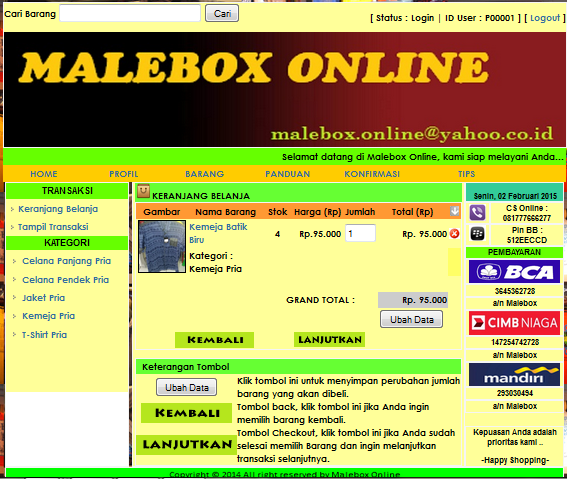 Cari Barang Cari [ Status : Login | ID User : P00001 ] [ Logout ]
MALEBOX ONLINE
malebox.online@yahoo.co.id
Selamat datang di Malebox Online, kami siap melayani Anda...
HOME PROFIL BARANG PANDUAN KONFIRMASI TIPS
TRANSAKSI
Keranjang Belanja
Tampil Transaksi
KATEGORI
Celana Panjang Pria
Celana Pendek Pria
Jaket Pria
Kemeja Pria
T-Shirt Pria
KERANJANG BELANJA
Gambar Nama Barang Stok Harga (Rp) Jumlah Total (Rp)
Kemeja Batik
Biru 4 Rp.95.000 1 Rp. 95.000
Kategori :
Kemeja Pria
GRAND TOTAL : Rp. 95.000
Ubah Data
KEMBALI LANJUTKAN
Keterangan Tombol
Ubah Data Klik tombol ini untuk menyimpan perubahan jumlah
barang yang akan dibeli.
KEMBALI Tombol back, klik tombol ini jika Anda ingin
memilih barang kembali.
LANJUTKAN Tombol Checkout, klik tombol ini jika Anda sudah
selesai memilih Barang dan ingin melanjutkan
transaksi selanjutnya.
Senin, 02 Februari 2015
CS Online :
081777666277
Pin BB :
512EECCD
PEMBAYARAN
BCA
3645362728
a/n Malebox
CIMB NIAGA
147254742728
a/n Malebox
mandiri
293030494
a/n Malebox
Kepuasan Anda adalah
prioritas kami ..
-Happy Shopping-
Copyright © 2014 All right reserved by Malebox Online